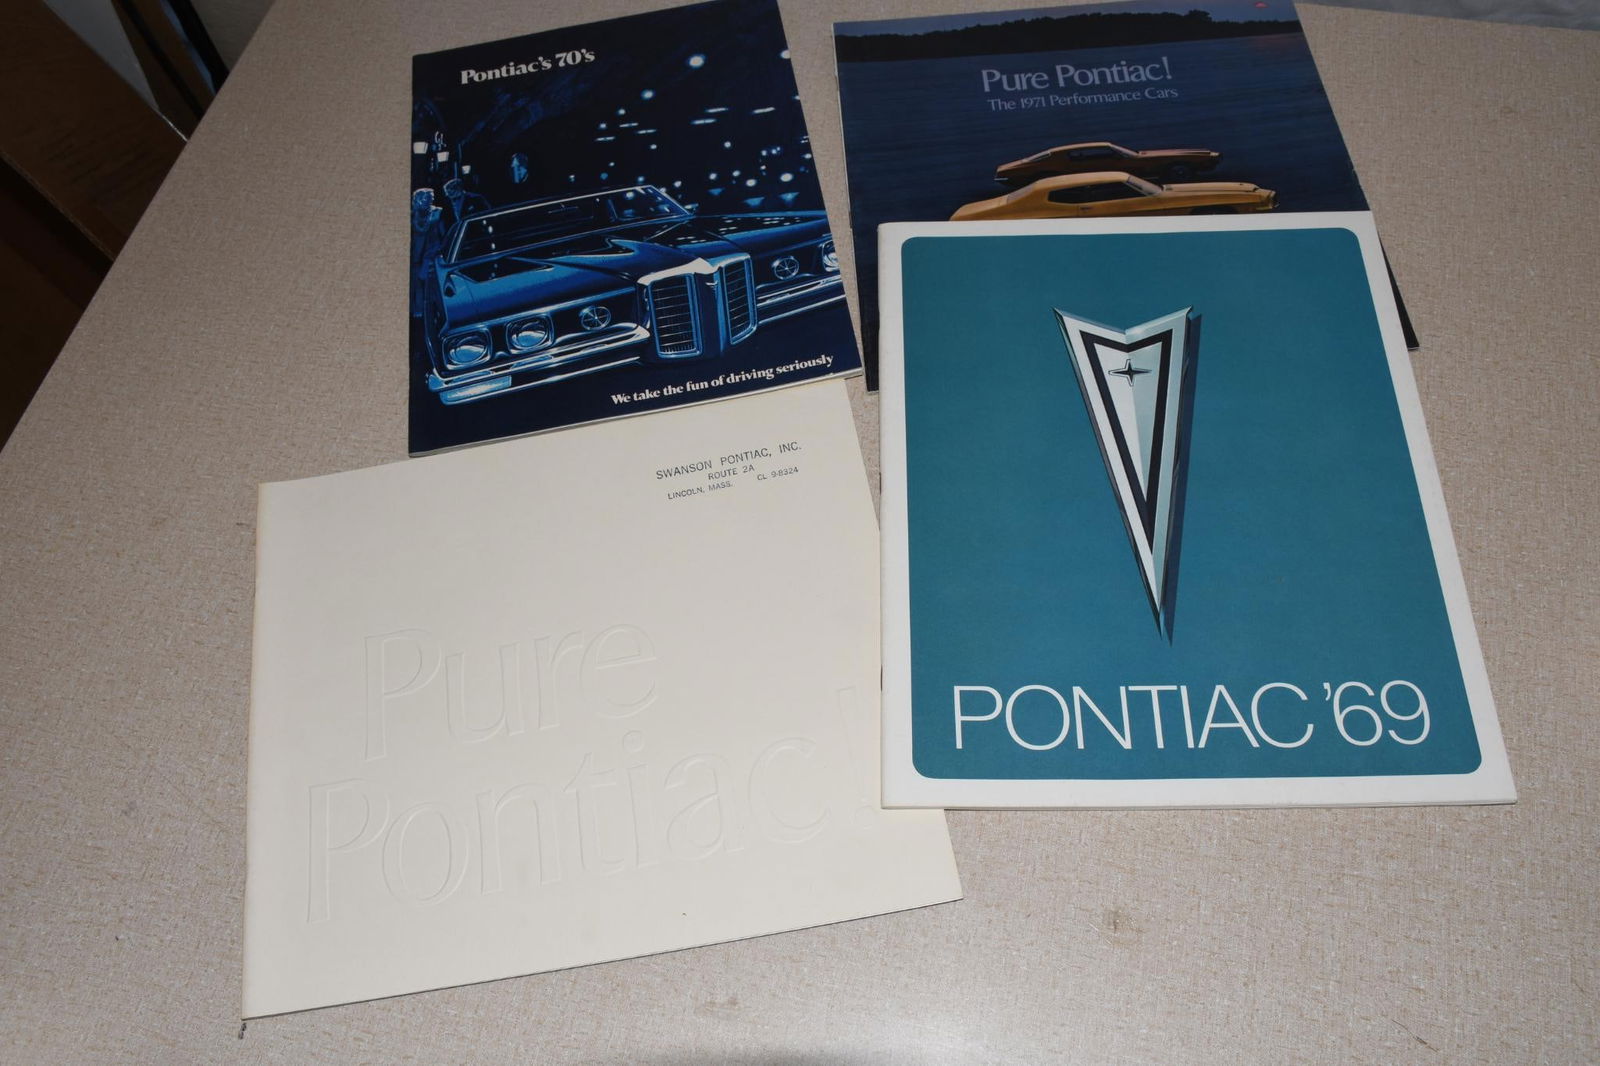 Pontiac's 70's
We take the fun of driving seriously
Pure Pontiac!
The 1971 Performance Cars
SWANSON PONTIAC, INC.
ROUTE 2A
LINCOLN, MASS. CL 9-8324
Pure
Pontiac!
PONTIAC '69